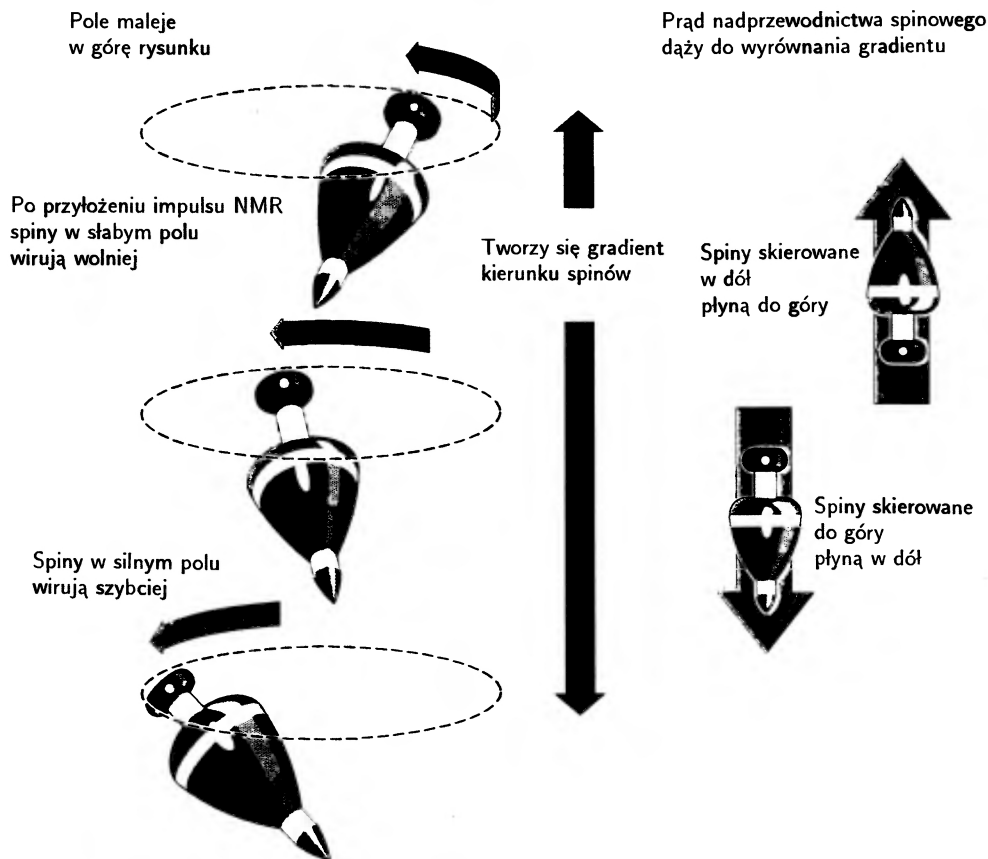 Pole maleje
w górę rysunku
Prąd nadprzewodnictwa spinowego
dąży do wyrównania gradientu
Po przyłożeniu impulsu NMR
spiny w słabym polu
wirują wolniej
Tworzy się gradient
kierunku spinów
Spiny skierowane
w dół
płyną do góry
Spiny skierowane
do góry
płyną w dół
Spiny w silnym polu
wirują szybciej